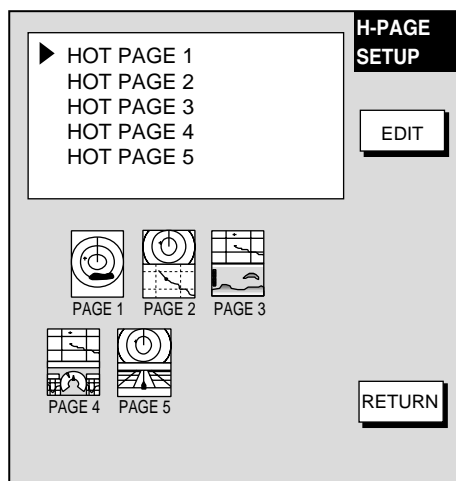 H-PAGE
SETUP
HOT PAGE 1
HOT PAGE 2
HOT PAGE 3
HOT PAGE 4
HOT PAGE 5
EDIT
PAGE 1 PAGE 2 PAGE 3
PAGE 4 PAGE 5
RETURN